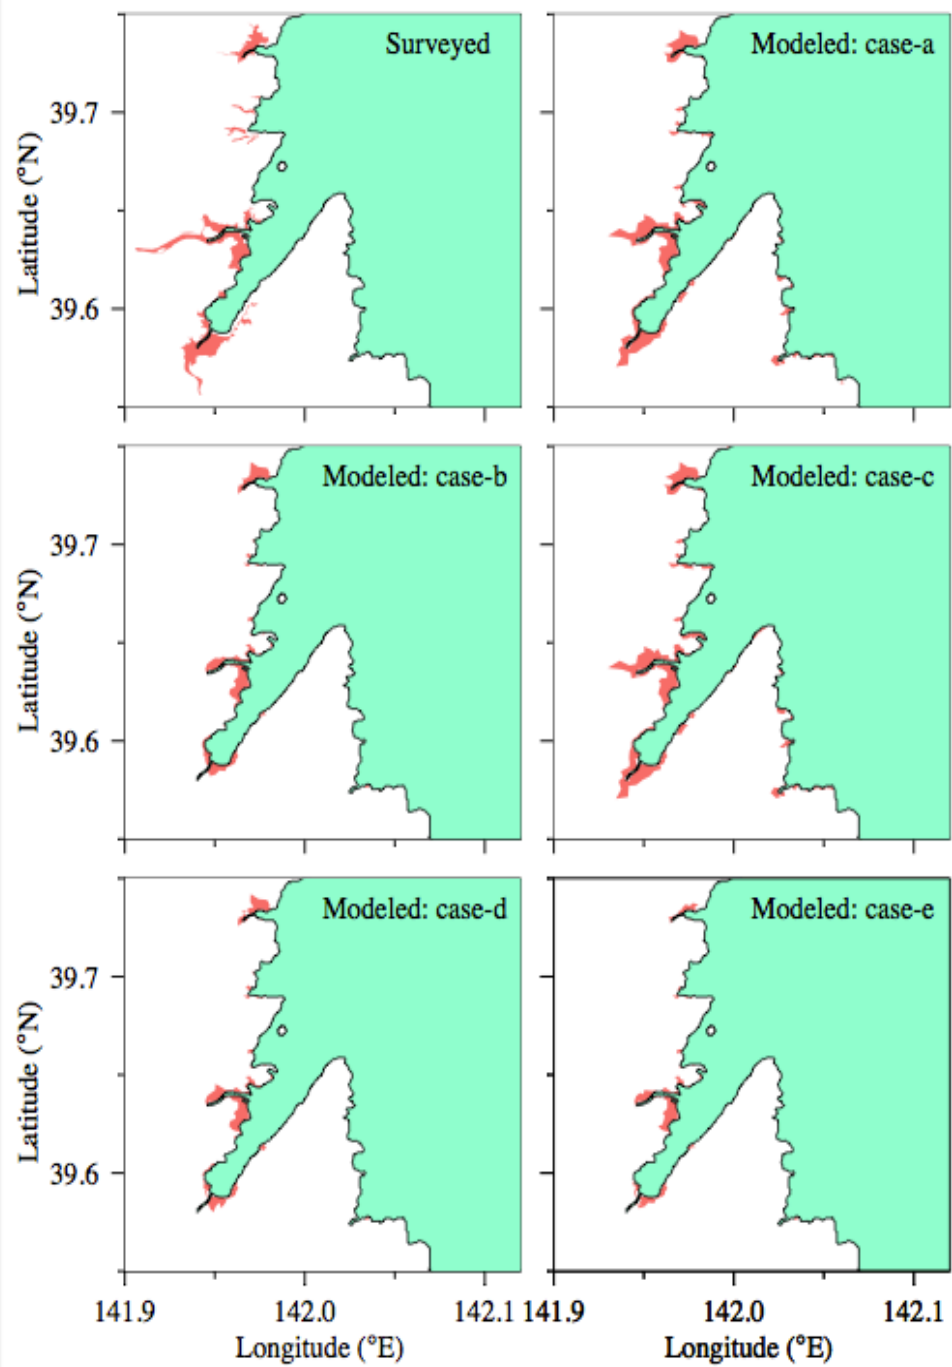 Surveyed
Modeled: case-a
39.7
39.6
Latitude (°N)
Modeled: case-b
Modeled: case-c
39.7
39.6
Latitude (°N)
Modeled: case-d
Modeled: case-e
39.7
39.6
Latitude (°N)
141.9 142.0 142.1 141.9 142.0 142.1
Longitude (°E) Longitude (°E)